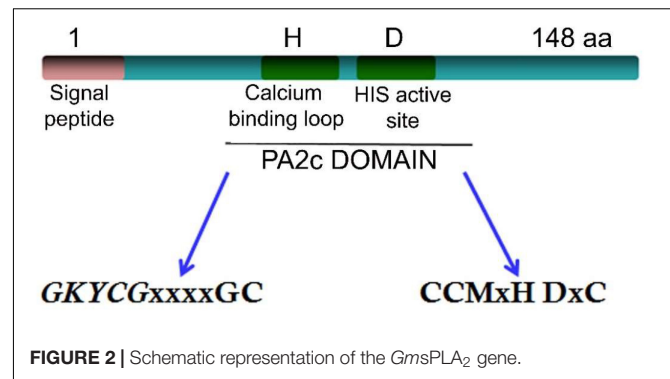 1 H D 148 aa
Signal peptide
Calcium binding loop
HIS active site
PA2c DOMAIN
GKYCGxxxxGC CCMxH DxC
FIGURE 2 | Schematic representation of the GmsPLA₂ gene.